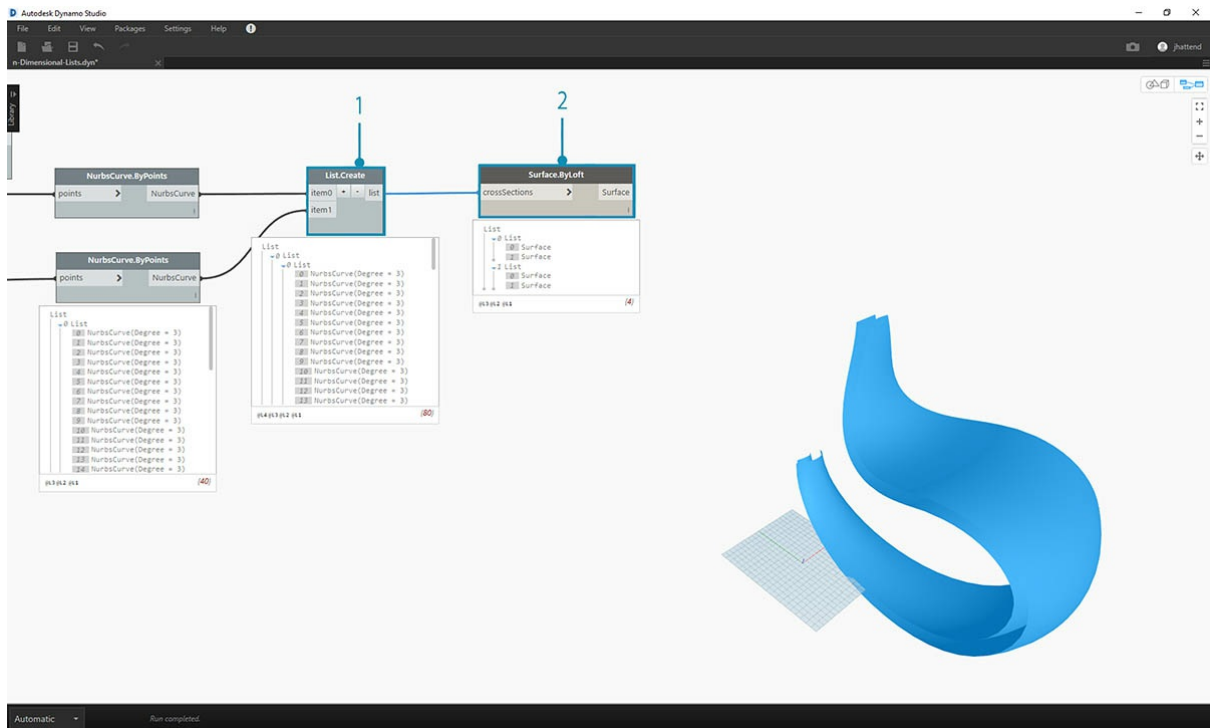 Autodesk Dynamo Studio
File Edit View Packages Settings Help
jhattend
n-Dimensional-Lists.dyn*
Library
1
2
NurbsCurve.ByPoints
points > NurbsCurve
List.Create
item0 + - list
item1
Surface.ByLoft
crossSections > Surface
NurbsCurve.ByPoints
points > NurbsCurve
List
0 List
0 Surface
1 Surface
2 List
0 Surface
1 Surface
@L3 @L2 @L1 {4}
List
0 List
0 List
0 NurbsCurve(Degree = 3)
1 NurbsCurve(Degree = 3)
2 NurbsCurve(Degree = 3)
3 NurbsCurve(Degree = 3)
4 NurbsCurve(Degree = 3)
5 NurbsCurve(Degree = 3)
6 NurbsCurve(Degree = 3)
7 NurbsCurve(Degree = 3)
8 NurbsCurve(Degree = 3)
9 NurbsCurve(Degree = 3)
10 NurbsCurve(Degree = 3)
11 NurbsCurve(Degree = 3)
12 NurbsCurve(Degree = 3)
13 NurbsCurve(Degree = 3)
@L4 @L3 @L2 @L1 {80}
List
0 List
0 NurbsCurve(Degree = 3)
1 NurbsCurve(Degree = 3)
2 NurbsCurve(Degree = 3)
3 NurbsCurve(Degree = 3)
4 NurbsCurve(Degree = 3)
5 NurbsCurve(Degree = 3)
6 NurbsCurve(Degree = 3)
7 NurbsCurve(Degree = 3)
8 NurbsCurve(Degree = 3)
9 NurbsCurve(Degree = 3)
10 NurbsCurve(Degree = 3)
11 NurbsCurve(Degree = 3)
12 NurbsCurve(Degree = 3)
13 NurbsCurve(Degree = 3)
14 NurbsCurve(Degree = 3)
@L3 @L2 @L1 {40}
Automatic
Run completed.